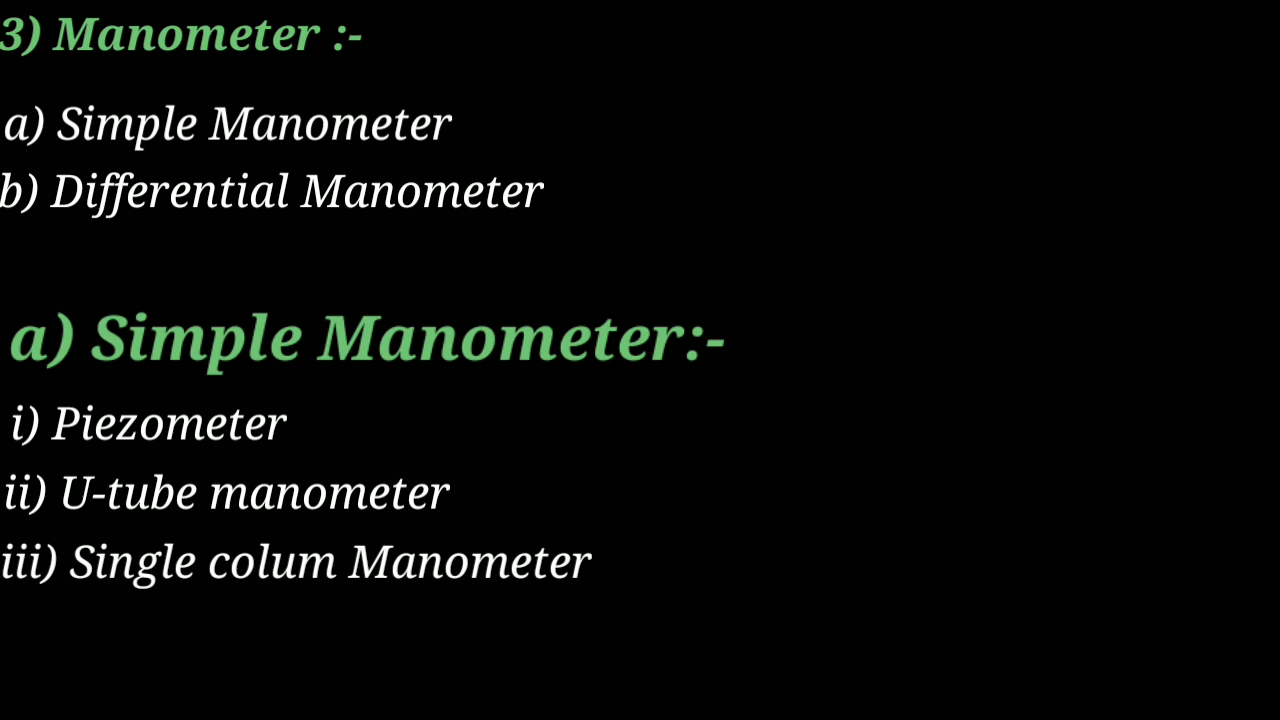 3) Manometer :-
a) Simple Manometer
b) Differential Manometer
a) Simple Manometer:-
i) Piezometer
ii) U-tube manometer
iii) Single colum Manometer